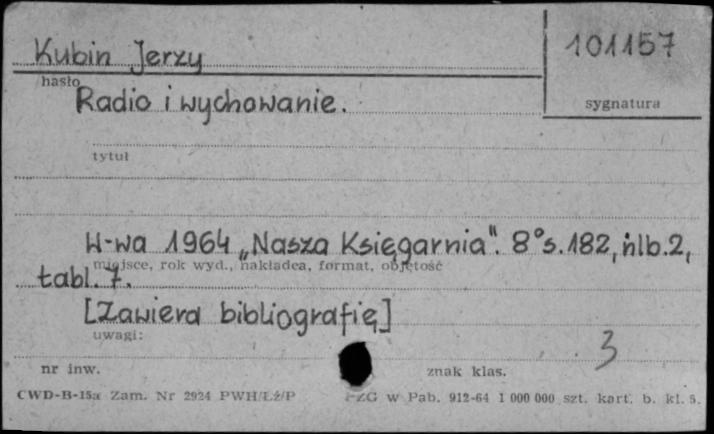 Kubin Jerzy
101157
hasło
Radio i wychowanie.
sygnatura
tytuł
W-wa 1964 „Nasza Księgarnia". 8° s. 182, nlb. 2,
miejsce, rok wyd., nakładca, format, objętość
tabl. 7.
[Zawiera bibliografię]
uwagi:
3
nr inw.
znak klas.
CWD-B-15a Zam. Nr 2924 PWH/Łź/P
PZG w Pab. 912-64 1 000 000 szt. kart. b. kl. 5.